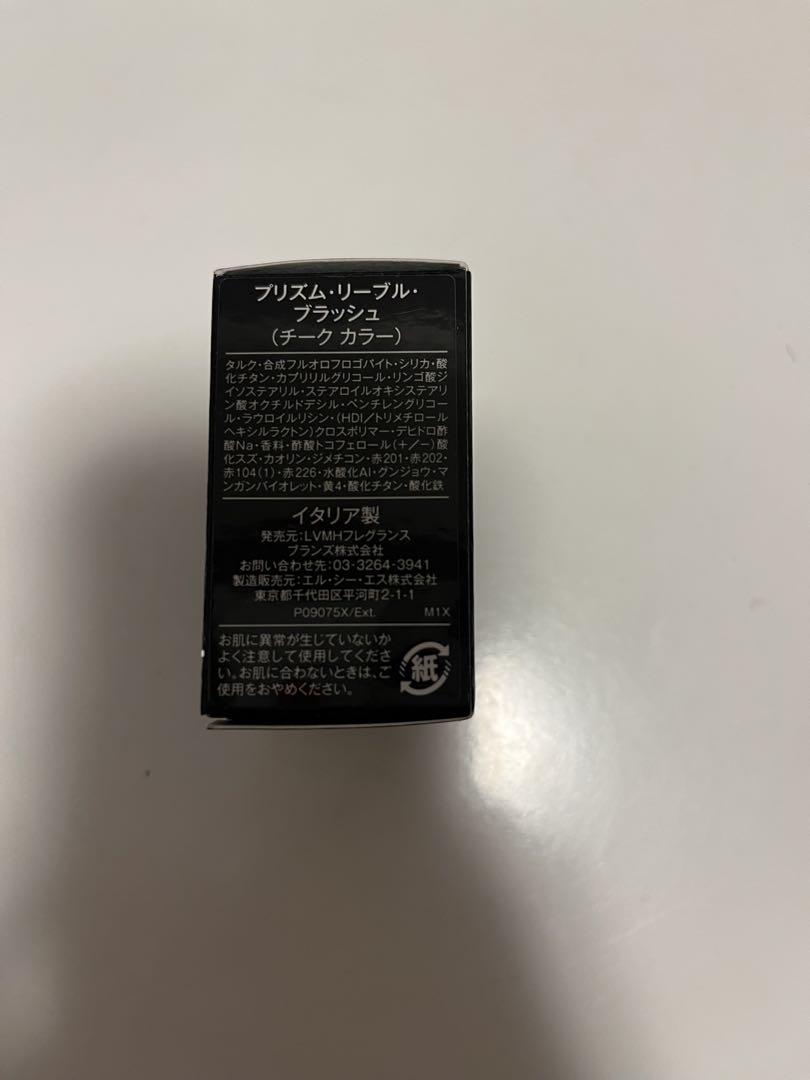 プリズム・リーブル・
ブラッシュ
(チーク カラー)
タルク・合成フルオロフロゴパイト・シリカ・酸
化チタン・カプリリルグリコール・リンゴ酸ジ
イソステアリル・ステアロイルオキシステアリ
ン酸オクチルドデシル・ペンチレングリコー
ル・ラウロイルリシン・(HDI/トリメチロール
ヘキシルラクトン)クロスポリマー・デヒドロ酢
酸Na・香料・酢酸トコフェロール(+/−)酸
化スズ・カオリン・ジメチコン・赤201・赤202・
赤104(1)・赤226・水酸化Al・グンジョウ・マ
ンガンバイオレット・黄4・酸化チタン・酸化鉄
イタリア製
発売元:LVMHフレグランス
ブランズ株式会社
お問い合わせ先:03-3264-3941
製造販売元:エル・シー・エス株式会社
東京都千代田区平河町2-1-1
P09075X/Ext. M1X
お肌に異常が生じていないか
よく注意して使用してくださ
い。お肌に合わないときは、ご
使用をおやめください。
紙